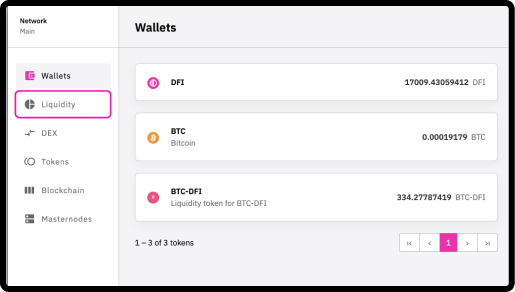 Network
Main
Wallets
Liquidity
DEX
Tokens
Blockchain
Masternodes
Wallets
DFI
17009.43059412 DFI
BTC
Bitcoin
0.00019179 BTC
BTC-DFI
Liquidity token for BTC-DFI
334.27787419 BTC-DFI
1 – 3 of 3 tokens
1